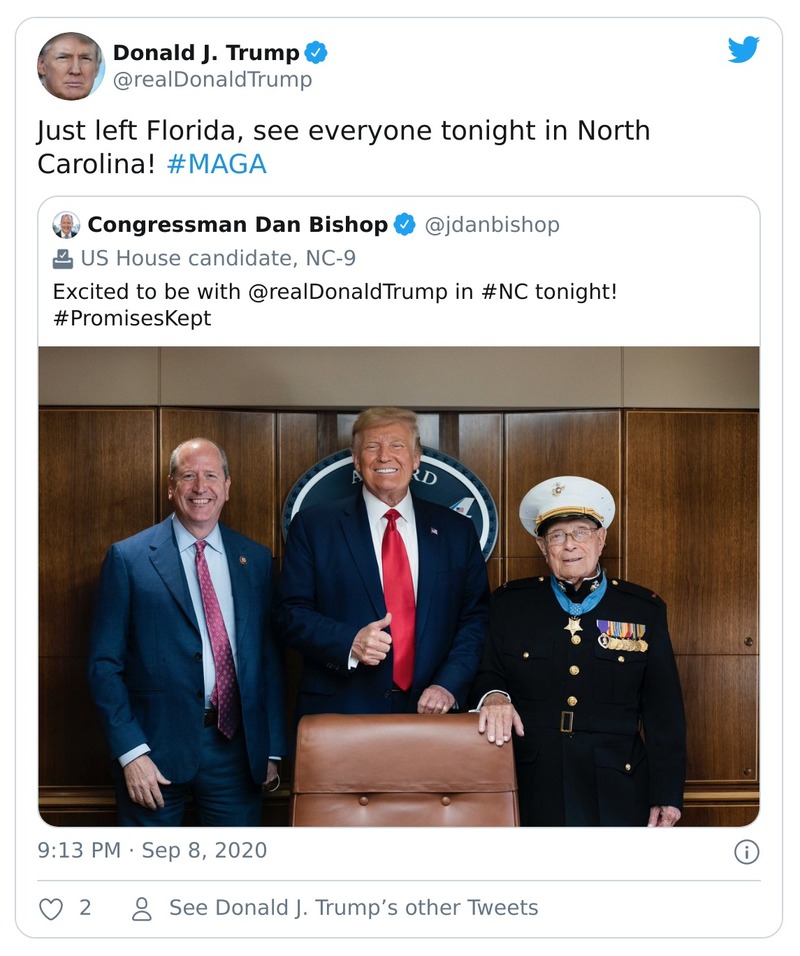 Donald J. Trump
@realDonaldTrump
Just left Florida, see everyone tonight in North
Carolina! #MAGA
Congressman Dan Bishop @jdanbishop
US House candidate, NC-9
Excited to be with @realDonaldTrump in #NC tonight!
#PromisesKept
9:13 PM · Sep 8, 2020
2 See Donald J. Trump’s other Tweets